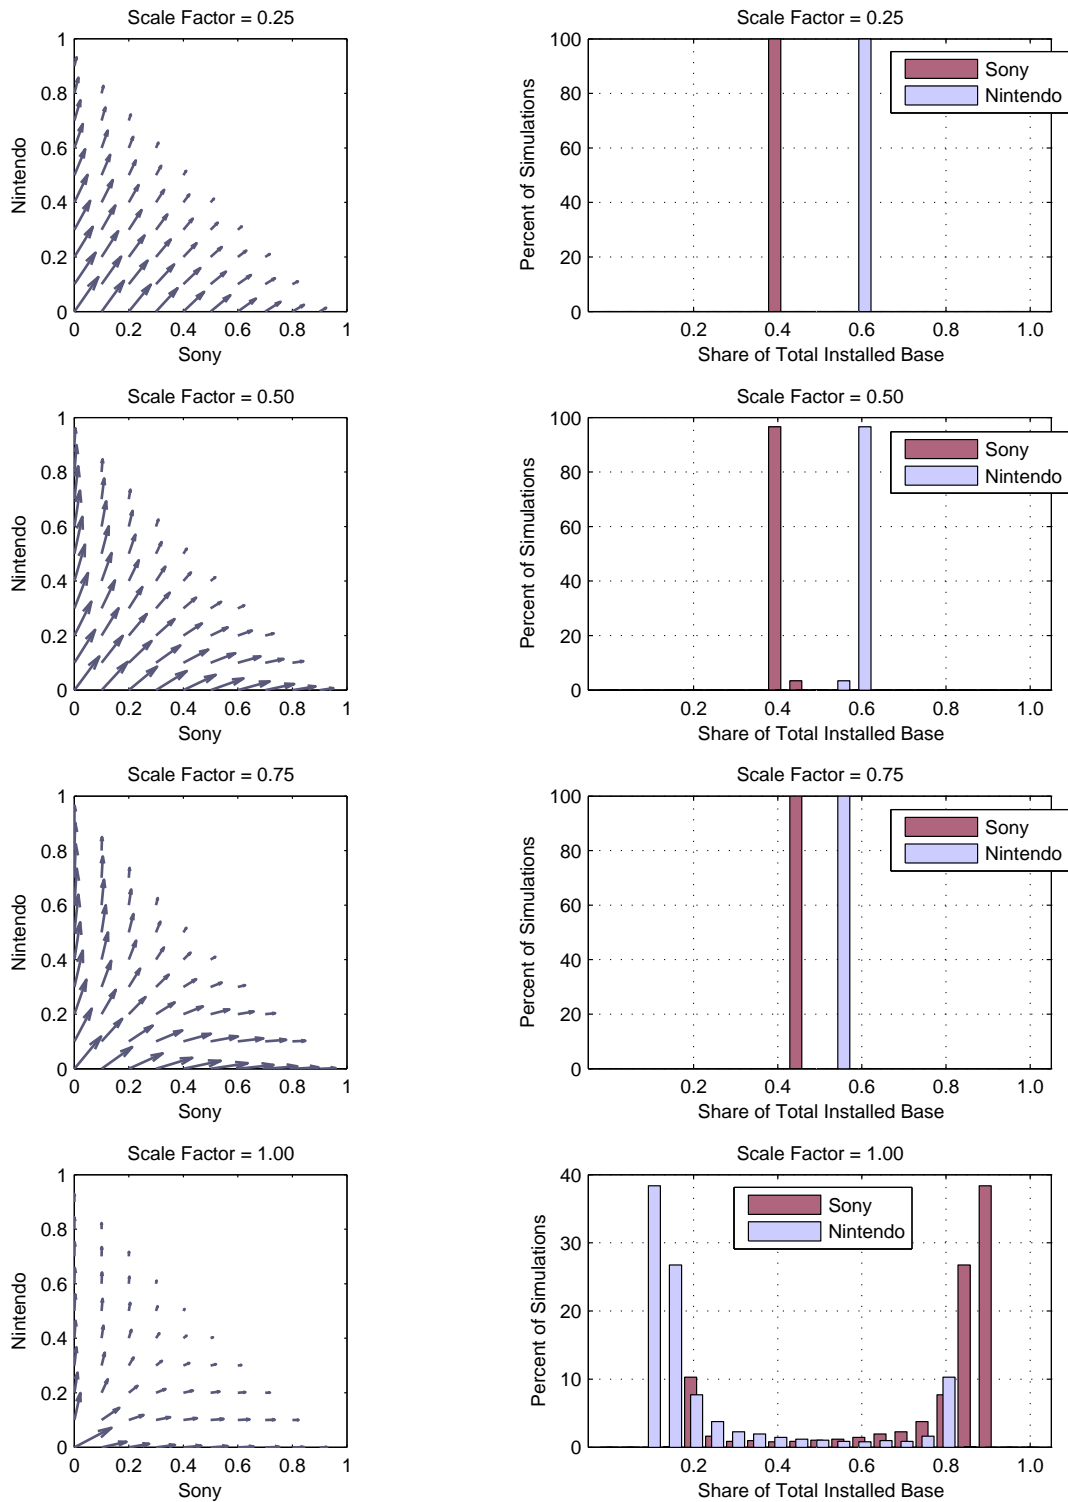 Scale Factor = 0.25
1
0.8
0.6
0.4
0.2
0
0 0.2 0.4 0.6 0.8 1
Nintendo
Sony
Scale Factor = 0.25
100
80
60
40
20
0
0.2 0.4 0.6 0.8 1.0
Percent of Simulations
Share of Total Installed Base
Sony
Nintendo
Scale Factor = 0.50
1
0.8
0.6
0.4
0.2
0
0 0.2 0.4 0.6 0.8 1
Nintendo
Sony
Scale Factor = 0.50
100
80
60
40
20
0
0.2 0.4 0.6 0.8 1.0
Percent of Simulations
Share of Total Installed Base
Sony
Nintendo
Scale Factor = 0.75
1
0.8
0.6
0.4
0.2
0
0 0.2 0.4 0.6 0.8 1
Nintendo
Sony
Scale Factor = 0.75
100
80
60
40
20
0
0.2 0.4 0.6 0.8 1.0
Percent of Simulations
Share of Total Installed Base
Sony
Nintendo
Scale Factor = 1.00
1
0.8
0.6
0.4
0.2
0
0 0.2 0.4 0.6 0.8 1
Nintendo
Sony
Scale Factor = 1.00
40
30
20
10
0
0.2 0.4 0.6 0.8 1.0
Percent of Simulations
Share of Total Installed Base
Sony
Nintendo